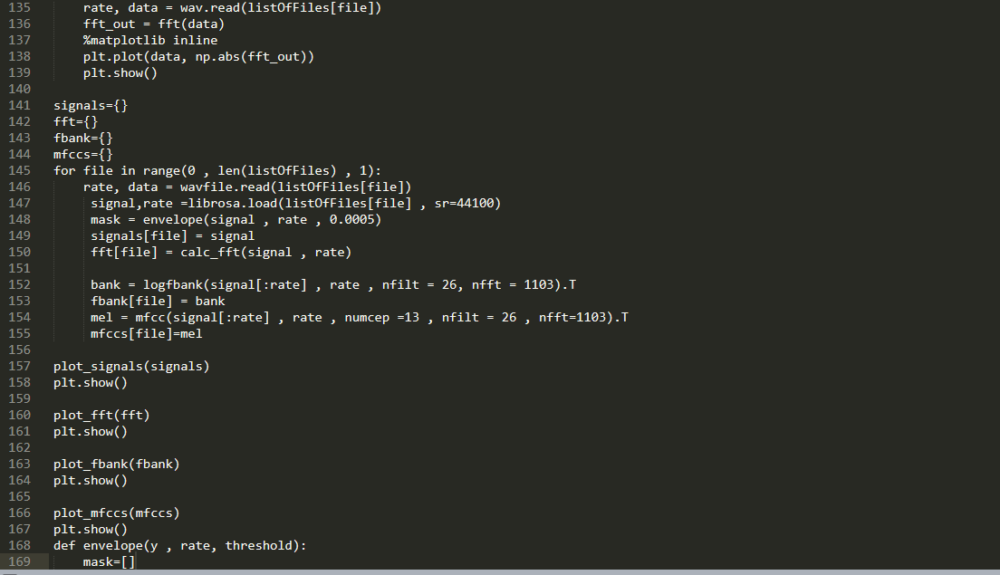 135 rate, data = wav.read(listOfFiles[file])
136 fft_out = fft(data)
137 %matplotlib inline
138 plt.plot(data, np.abs(fft_out))
139 plt.show()
140
141 signals={}
142 fft={}
143 fbank={}
144 mfccs={}
145 for file in range(0 , len(listOfFiles) , 1):
146 rate, data = wavfile.read(listOfFiles[file])
147 signal,rate =librosa.load(listOfFiles[file] , sr=44100)
148 mask = envelope(signal , rate , 0.0005)
149 signals[file] = signal
150 fft[file] = calc_fft(signal , rate)
151
152 bank = logfbank(signal[:rate] , rate , nfilt = 26, nfft = 1103).T
153 fbank[file] = bank
154 mel = mfcc(signal[:rate] , rate , numcep =13 , nfilt = 26 , nfft=1103).T
155 mfccs[file]=mel
156
157 plot_signals(signals)
158 plt.show()
159
160 plot_fft(fft)
161 plt.show()
162
163 plot_fbank(fbank)
164 plt.show()
165
166 plot_mfccs(mfccs)
167 plt.show()
168 def envelope(y , rate, threshold):
169 mask=[]